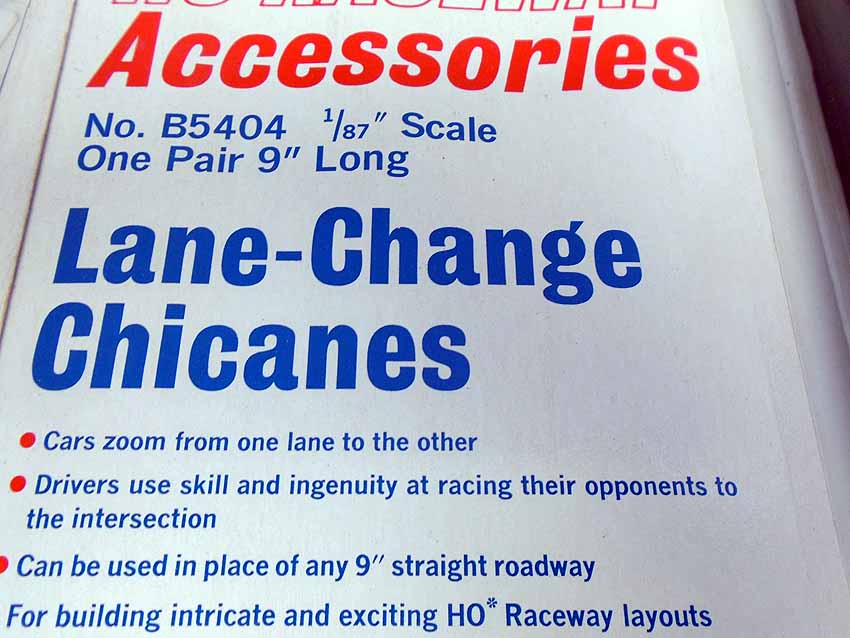 HO RACEWAY
Accessories
No. B5404 1/87″ Scale
One Pair 9″ Long
Lane-Change
Chicanes
• Cars zoom from one lane to the other
• Drivers use skill and ingenuity at racing their opponents to
the intersection
• Can be used in place of any 9″ straight roadway
For building intricate and exciting HO* Raceway layouts